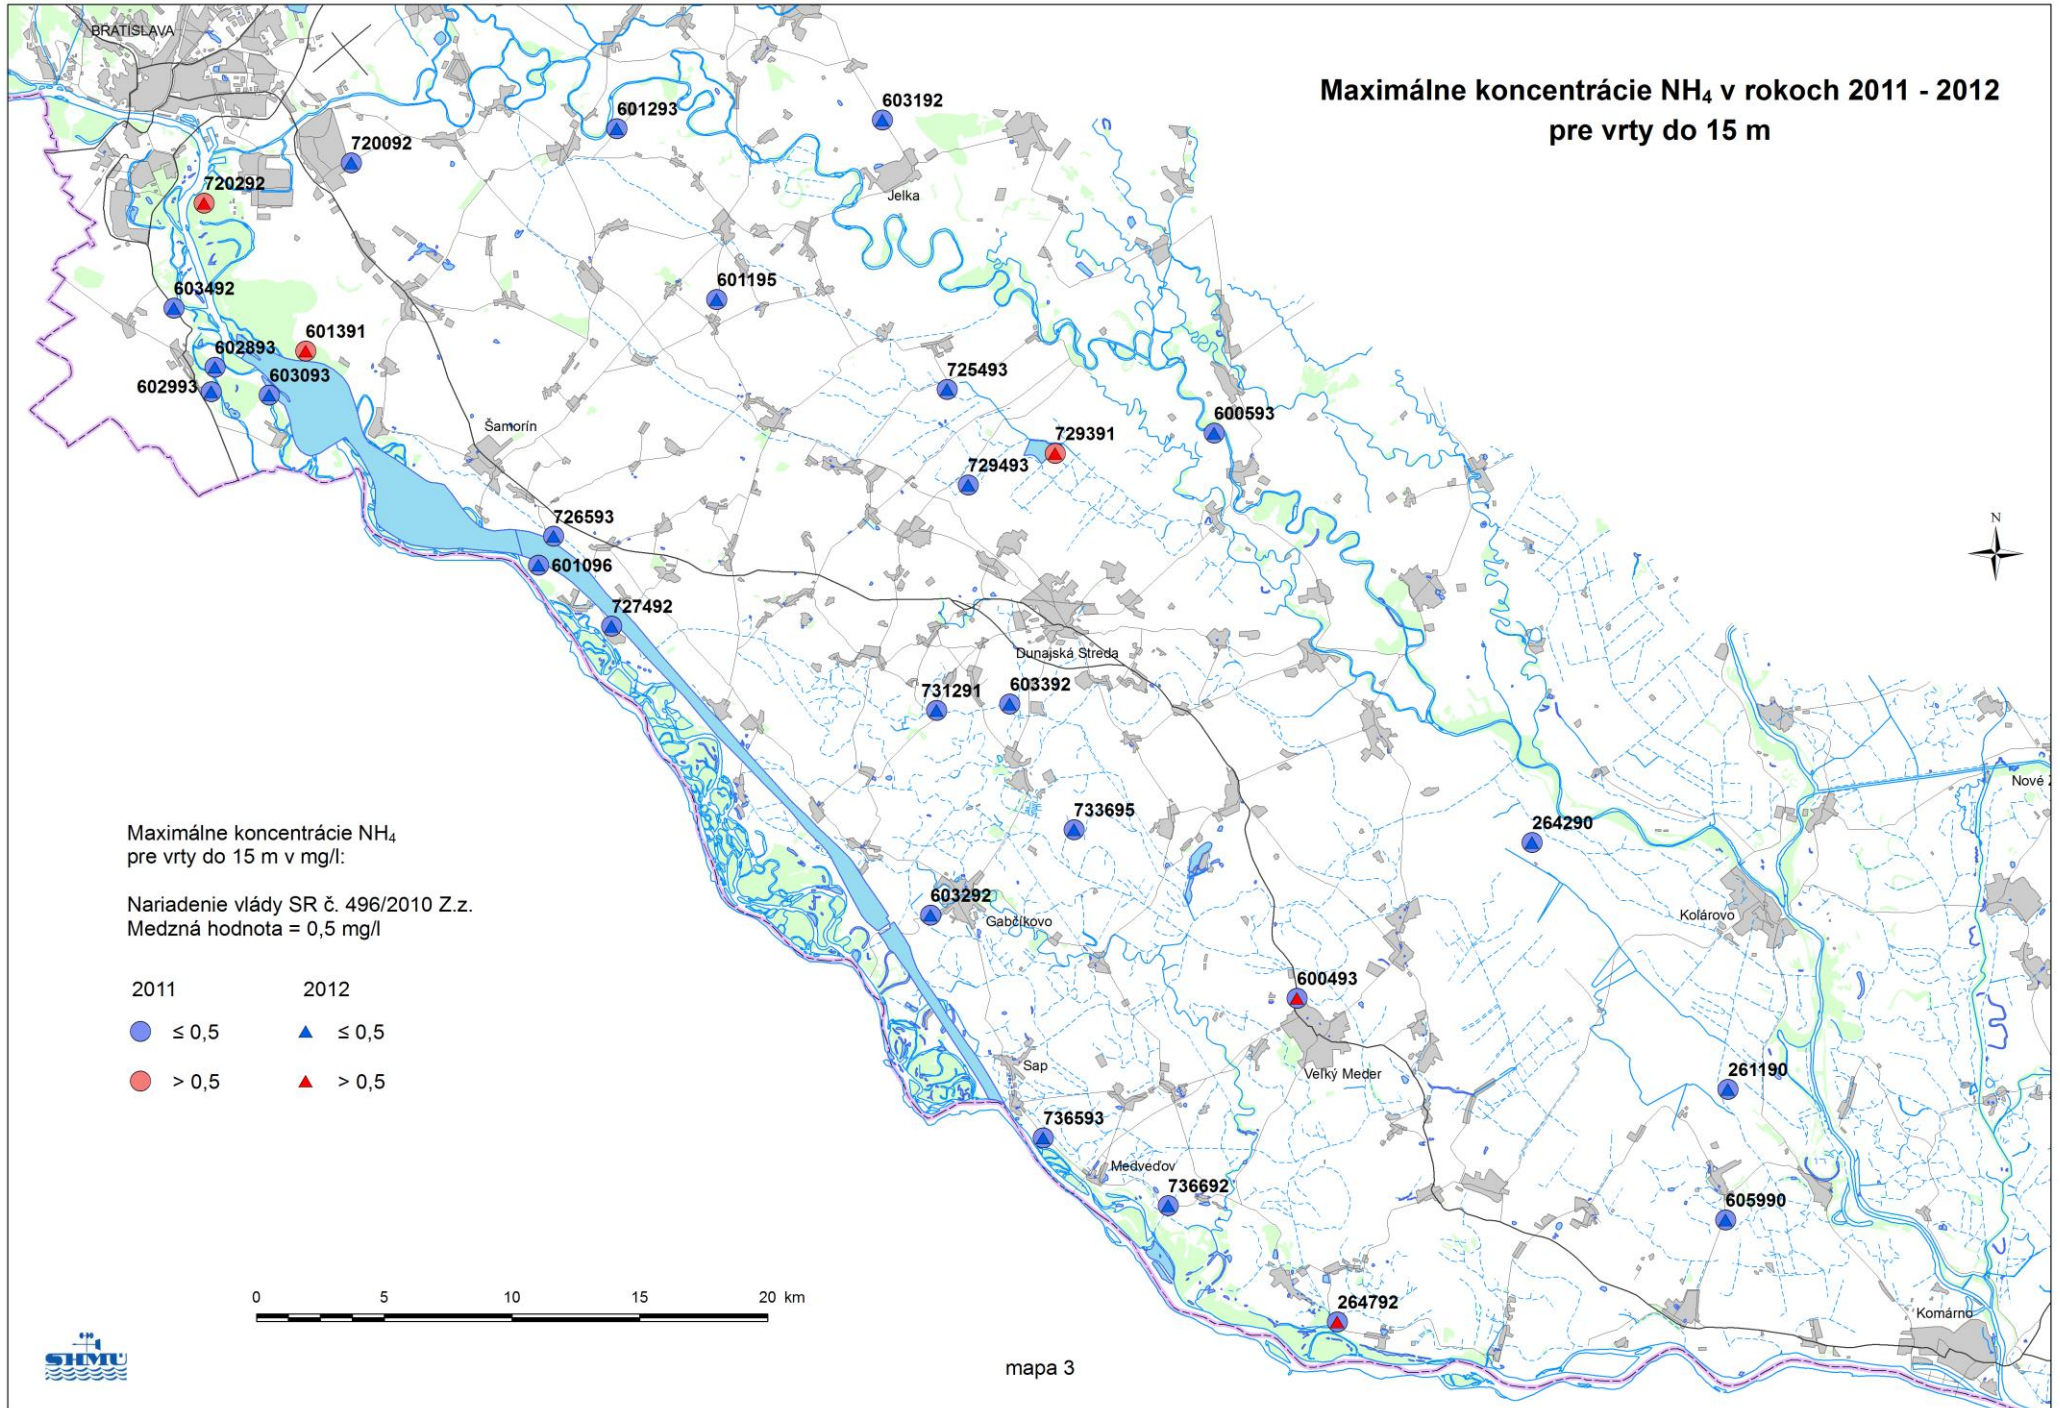 BRATISLAVA
Maximálne koncentrácie NH₄ v rokoch 2011 - 2012
pre vrty do 15 m
603192
601293
720092
Jelka
720292
601195
603492
601391
602893
603093
602993
725493
600593
Šamorín
729391
729493
726593
601096
N
727492
Dunajská Streda
603392
731291
Nové
733695
264290
Maximálne koncentrácie NH₄
pre vrty do 15 m v mg/l:
Nariadenie vlády SR č. 496/2010 Z.z.
Medzná hodnota = 0,5 mg/l
603292
Gabčíkovo
Kolárovo
600493
2011 2012
≤ 0,5 ≤ 0,5
> 0,5 > 0,5
Sap
Veľký Meder
261190
736593
Medveďov
736692
605990
264792
Komárno
0 5 10 15 20 km
SHMÚ
mapa 3